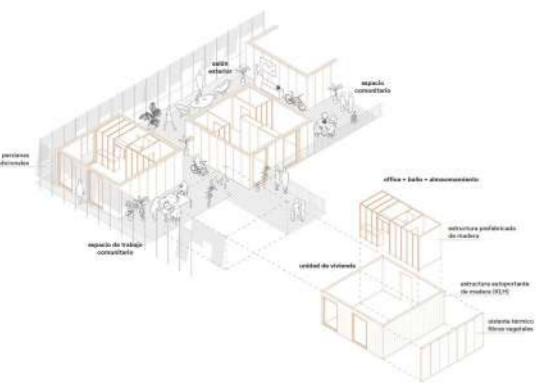 salón
exterior
espacio
comunitario
persianas
office + baño + almacenamiento
estructura prefabricada
de madera
espacio de trabajo
comunitario
unidad de vivienda
estructura autoportante
de madera (KLH)
sistema térmico
fibras vegetales